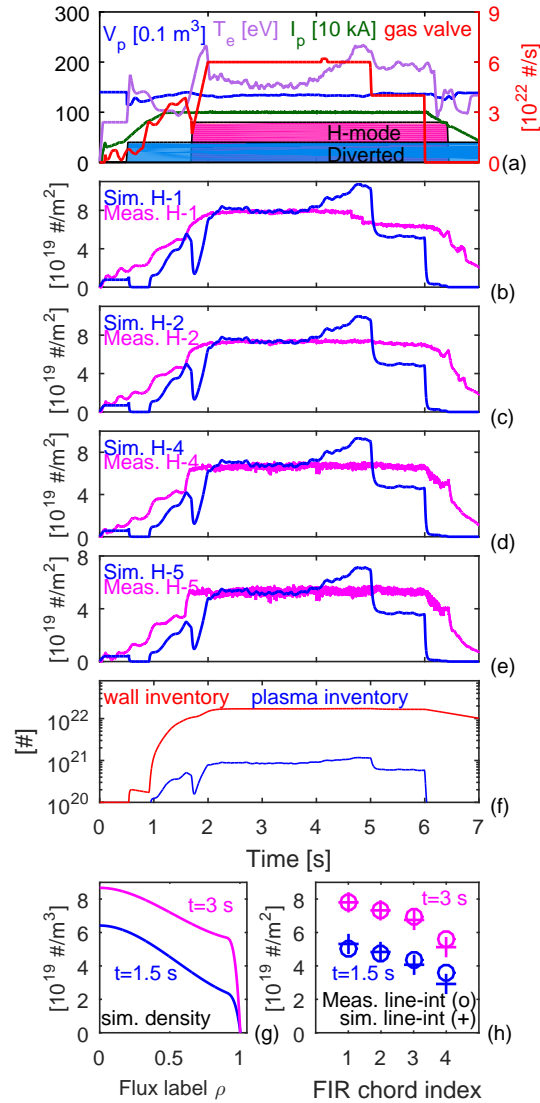 V_p [0.1 m^3] T_e [eV] I_p [10 kA] gas valve
300
200
100
0
9
6
3
0
[10^22 #/s]
H-mode
Diverted
(a)
Sim. H-1
Meas. H-1
8
4
0
[10^19 #/m^2]
(b)
Sim. H-2
Meas. H-2
8
4
0
[10^19 #/m^2]
(c)
Sim. H-4
Meas. H-4
8
4
0
[10^19 #/m^2]
(d)
Sim. H-5
Meas. H-5
8
4
0
[10^19 #/m^2]
(e)
wall inventory plasma inventory
10^22
10^21
10^20
[#]
(f)
0 1 2 3 4 5 6 7
Time [s]
8
6
4
2
0
[10^19 #/m^3]
t=3 s
t=1.5 s
sim. density
(g)
0 0.5 1
Flux label ρ
8
6
4
2
0
[10^19 #/m^2]
t=3 s
t=1.5 s
Meas. line-int (o)
sim. line-int (+)
(h)
1 2 3 4
FIR chord index